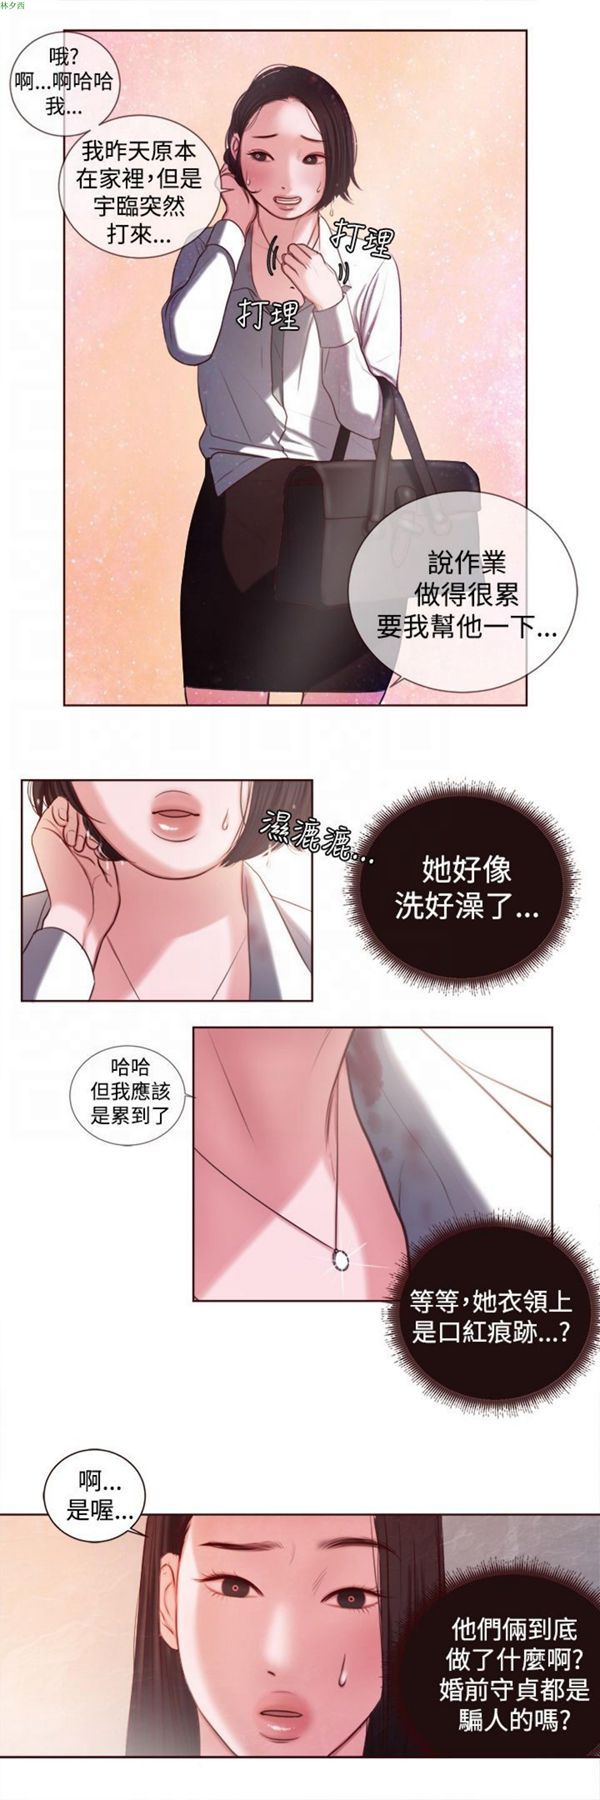 林夕西
哦?
啊...啊哈哈
我...
我昨天原本
在家裡,但是
宇臨突然
打來...
打理
打理
說作業
做得很累
要我幫他一下...
濕漉漉...
她好像
洗好澡了...
哈哈
但我應該
是累到了
等等,她衣領上
是口紅痕跡...?
啊...
是喔...
他們倆到底
做了什麼啊?
婚前守貞都是
騙人的嗎?